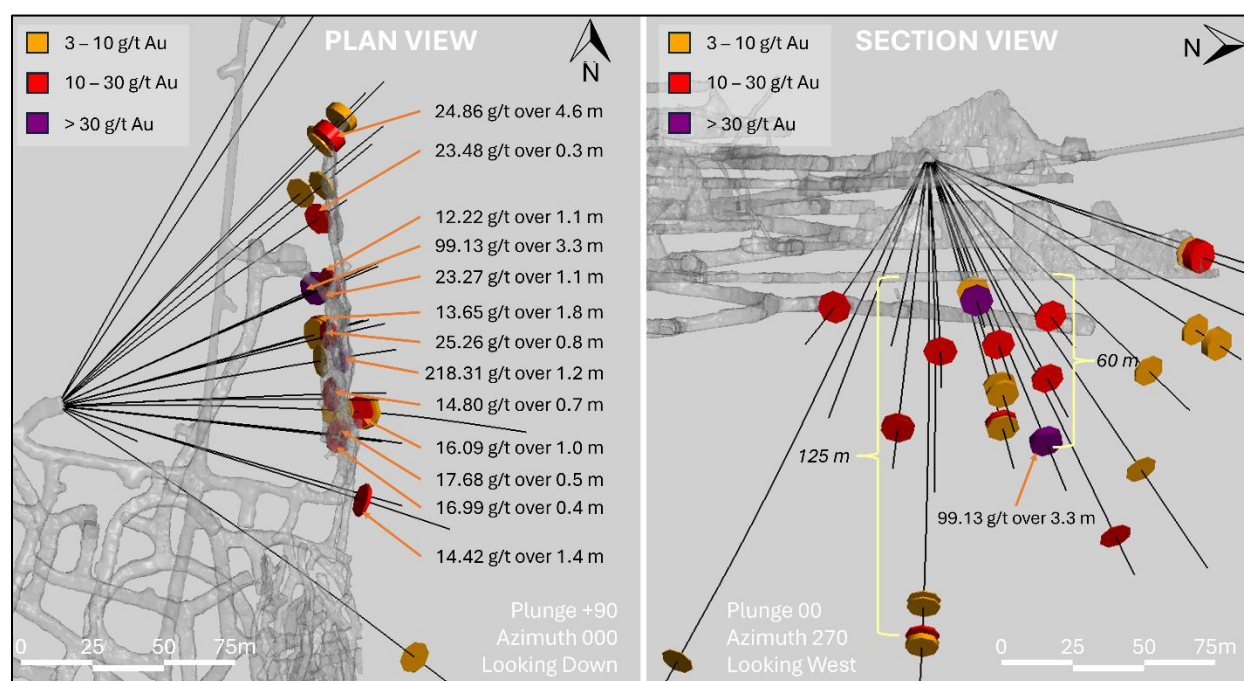 3 – 10 g/t Au
10 – 30 g/t Au
> 30 g/t Au
PLAN VIEW
N
24.86 g/t over 4.6 m
23.48 g/t over 0.3 m
12.22 g/t over 1.1 m
99.13 g/t over 3.3 m
23.27 g/t over 1.1 m
13.65 g/t over 1.8 m
25.26 g/t over 0.8 m
218.31 g/t over 1.2 m
14.80 g/t over 0.7 m
16.09 g/t over 1.0 m
17.68 g/t over 0.5 m
16.99 g/t over 0.4 m
14.42 g/t over 1.4 m
Plunge +90
Azimuth 000
Looking Down
0 25 50 75m
3 – 10 g/t Au
10 – 30 g/t Au
> 30 g/t Au
SECTION VIEW
N
60 m
125 m
99.13 g/t over 3.3 m
Plunge 00
Azimuth 270
Looking West
0 25 50 75m